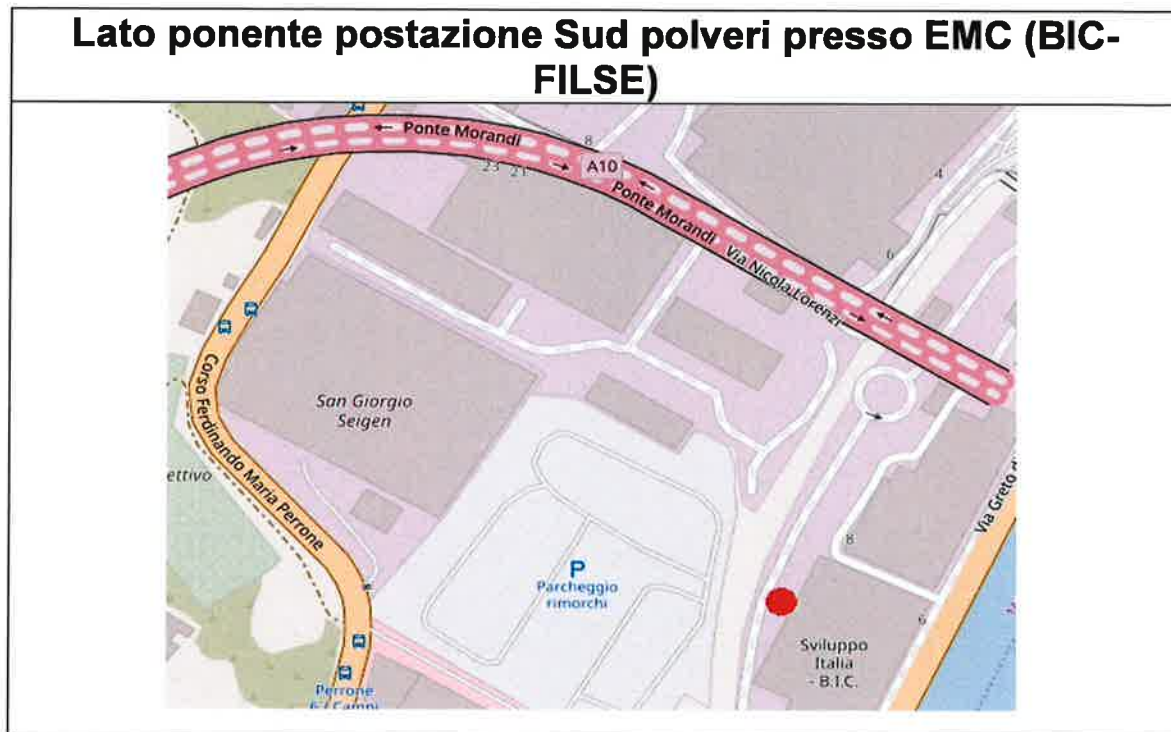 Lato ponente postazione Sud polveri presso EMC (BIC-
FILSE)
Ponte Morandi
8
A10
23 21
4
Ponte Morandi
Via Nicola Lorenzi
6
Corso Ferdinando Maria Perrone
San Giorgio
Seigen
ettivo
Via Greto d
8
P
Parcheggio
rimorchi
6
Sviluppo
Italia
- B.I.C.
Perrone